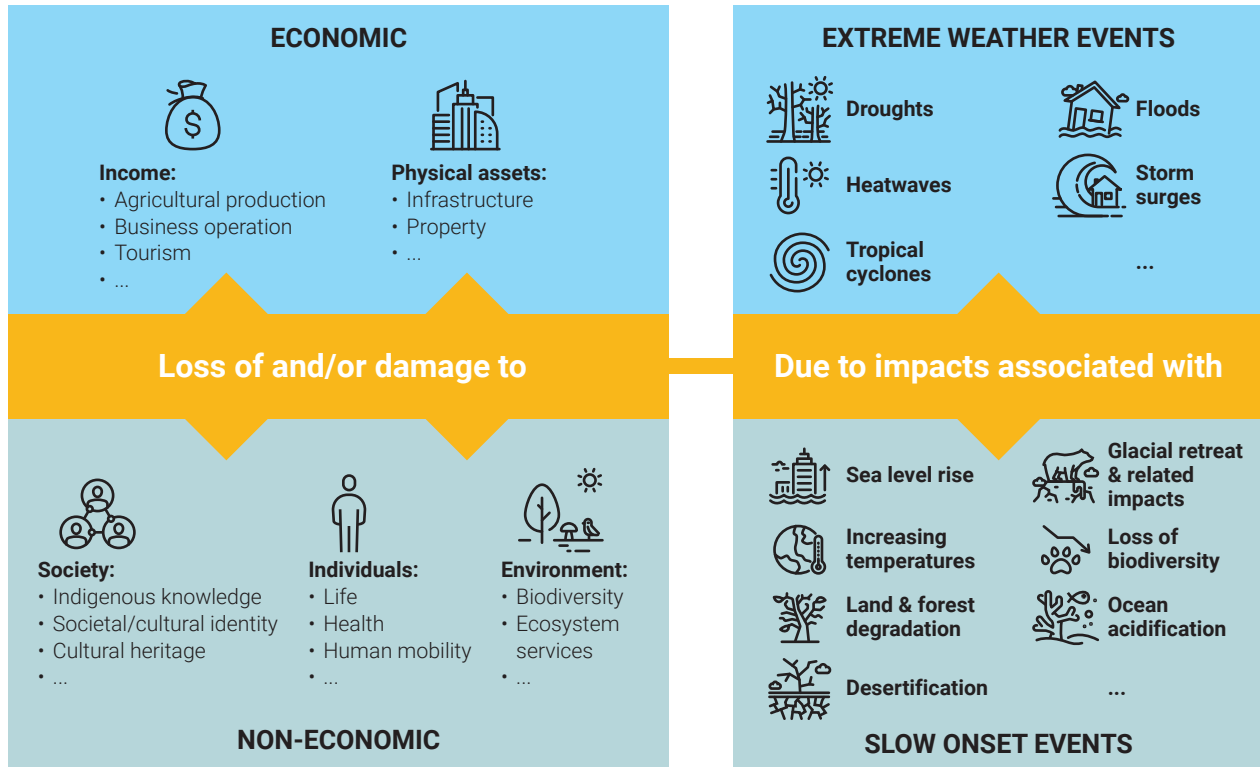 ECONOMIC
$
Income:
• Agricultural production
• Business operation
• Tourism
• ...
Physical assets:
• Infrastructure
• Property
• ...
Loss of and/or damage to
Society:
• Indigenous knowledge
• Societal/cultural identity
• Cultural heritage
• ...
Individuals:
• Life
• Health
• Human mobility
• ...
Environment:
• Biodiversity
• Ecosystem
services
• ...
NON-ECONOMIC
EXTREME WEATHER EVENTS
Droughts
Floods
Heatwaves
Storm
surges
Tropical
cyclones
...
Due to impacts associated with
Sea level rise
Glacial retreat
& related
impacts
Increasing
temperatures
Loss of
biodiversity
Land & forest
degradation
Ocean
acidification
Desertification
...
SLOW ONSET EVENTS